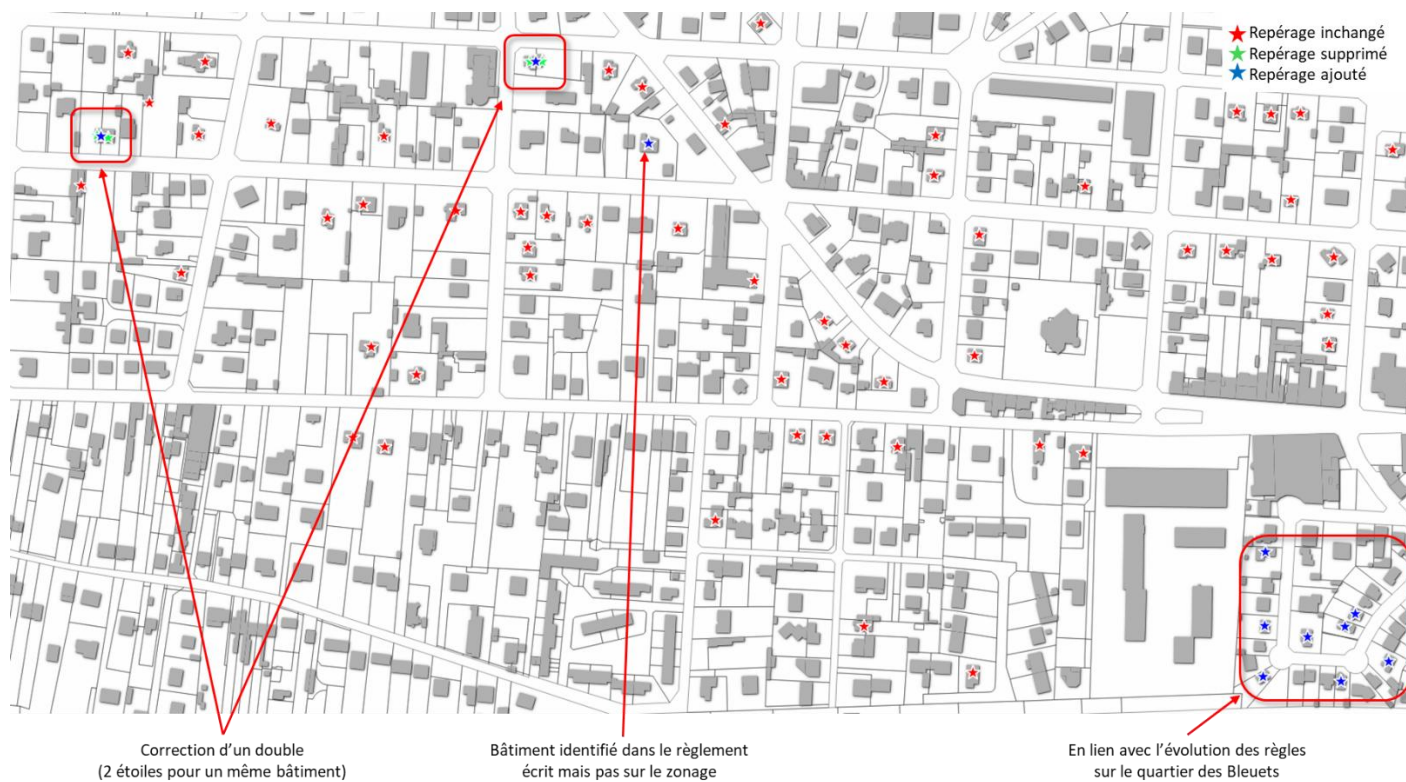 Repérage inchangé
Repérage supprimé
Repérage ajouté
Correction d'un double
(2 étoiles pour un même bâtiment)
Bâtiment identifié dans le règlement
écrit mais pas sur le zonage
En lien avec l'évolution des règles
sur le quartier des Bleuets